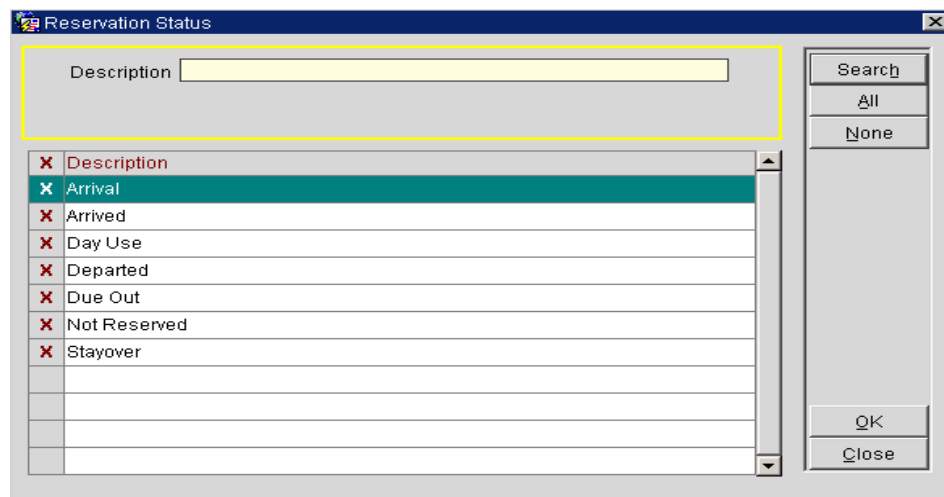 Reservation Status
Description
Search
All
None
X Description
X Arrival
X Arrived
X Day Use
X Departed
X Due Out
X Not Reserved
X Stayover
OK
Close